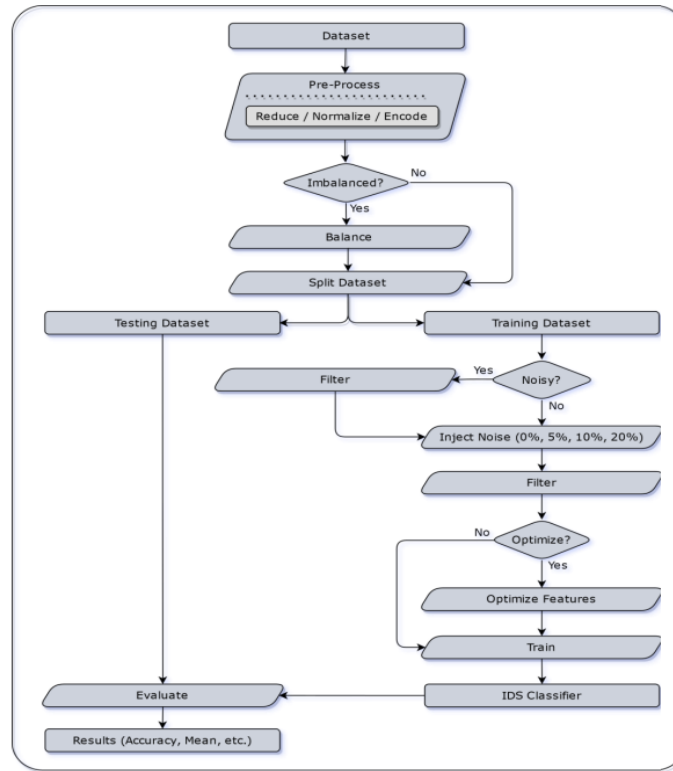 Dataset
Pre-Process
Reduce / Normalize / Encode
Imbalanced?
No
Yes
Balance
Split Dataset
Testing Dataset
Training Dataset
Filter
Yes
Noisy?
No
Inject Noise (0%, 5%, 10%, 20%)
Filter
No
Optimize?
Yes
Optimize Features
Train
Evaluate
IDS Classifier
Results (Accuracy, Mean, etc.)